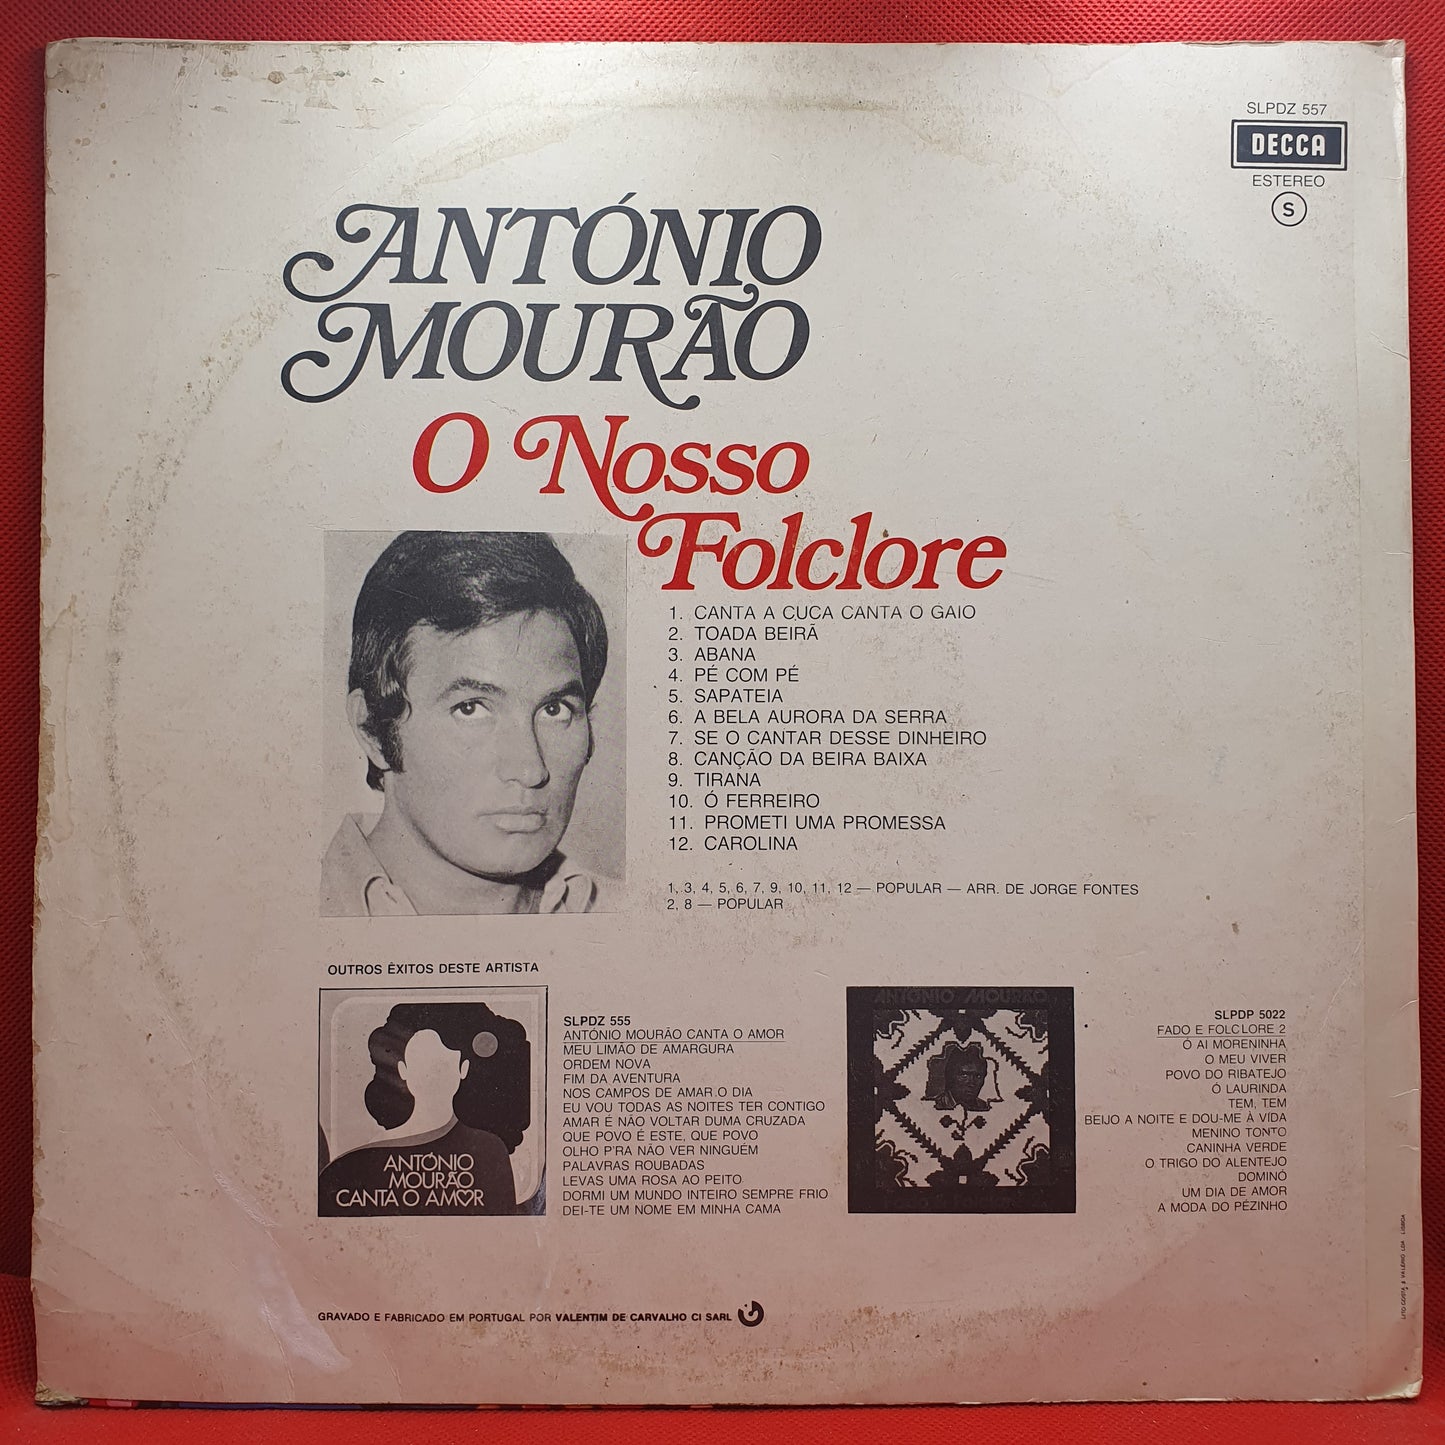 SLPDZ 557
DECCA
ESTEREO
S
ANTÓNIO
MOURÃO
O NOSSO
FOLCLORE
1. CANTA A CUCA CANTA O GAIO
2. TOADA BEIRÃ
3. ABANA
4. PÉ COM PÉ
5. SAPATEIA
6. A BELA AURORA DA SERRA
7. SE O CANTAR DESSE DINHEIRO
8. CANÇÃO DA BEIRA BAIXA
9. TIRANA
10. Ó FERREIRO
11. PROMETI UMA PROMESSA
12. CAROLINA
1, 3, 4, 5, 6, 7, 9, 10, 11, 12 — POPULAR — ARR. DE JORGE FONTES
2, 8 — POPULAR
OUTROS ÊXITOS DESTE ARTISTA
ANTÓNIO
MOURÃO
CANTA O AMOR
SLPDZ 555
ANTÓNIO MOURÃO CANTA O AMOR
MEU LIMÃO DE AMARGURA
ORDEM NOVA
FIM DA AVENTURA
NOS CAMPOS DE AMAR O DIA
EU VOU TODAS AS NOITES TER CONTIGO
AMAR É NÃO VOLTAR DUMA CRUZADA
QUE POVO É ESTE, QUE POVO
OLHO P'RA NÃO VER NINGUÉM
PALAVRAS ROUBADAS
LEVAS UMA ROSA AO PEITO
DORMI UM MUNDO INTEIRO SEMPRE FRIO
DEI-TE UM NOME EM MINHA CAMA
ANTÓNIO MOURÃO
SLPDP 5022
FADO E FOLCLORE 2
Ó AI MORENINHA
O MEU VIVER
POVO DO RIBATEJO
Ó LAURINDA
TEM, TEM
BEIJO A NOITE E DOU-ME À VIDA
MENINO TONTO
CANINHA VERDE
O TRIGO DO ALENTEJO
DOMINÓ
UM DIA DE AMOR
A MODA DO PÉZINHO
GRAVADO E FABRICADO EM PORTUGAL POR VALENTIM DE CARVALHO CI SARL
LITO COSTA & VALÉRIO LDA LISBOA